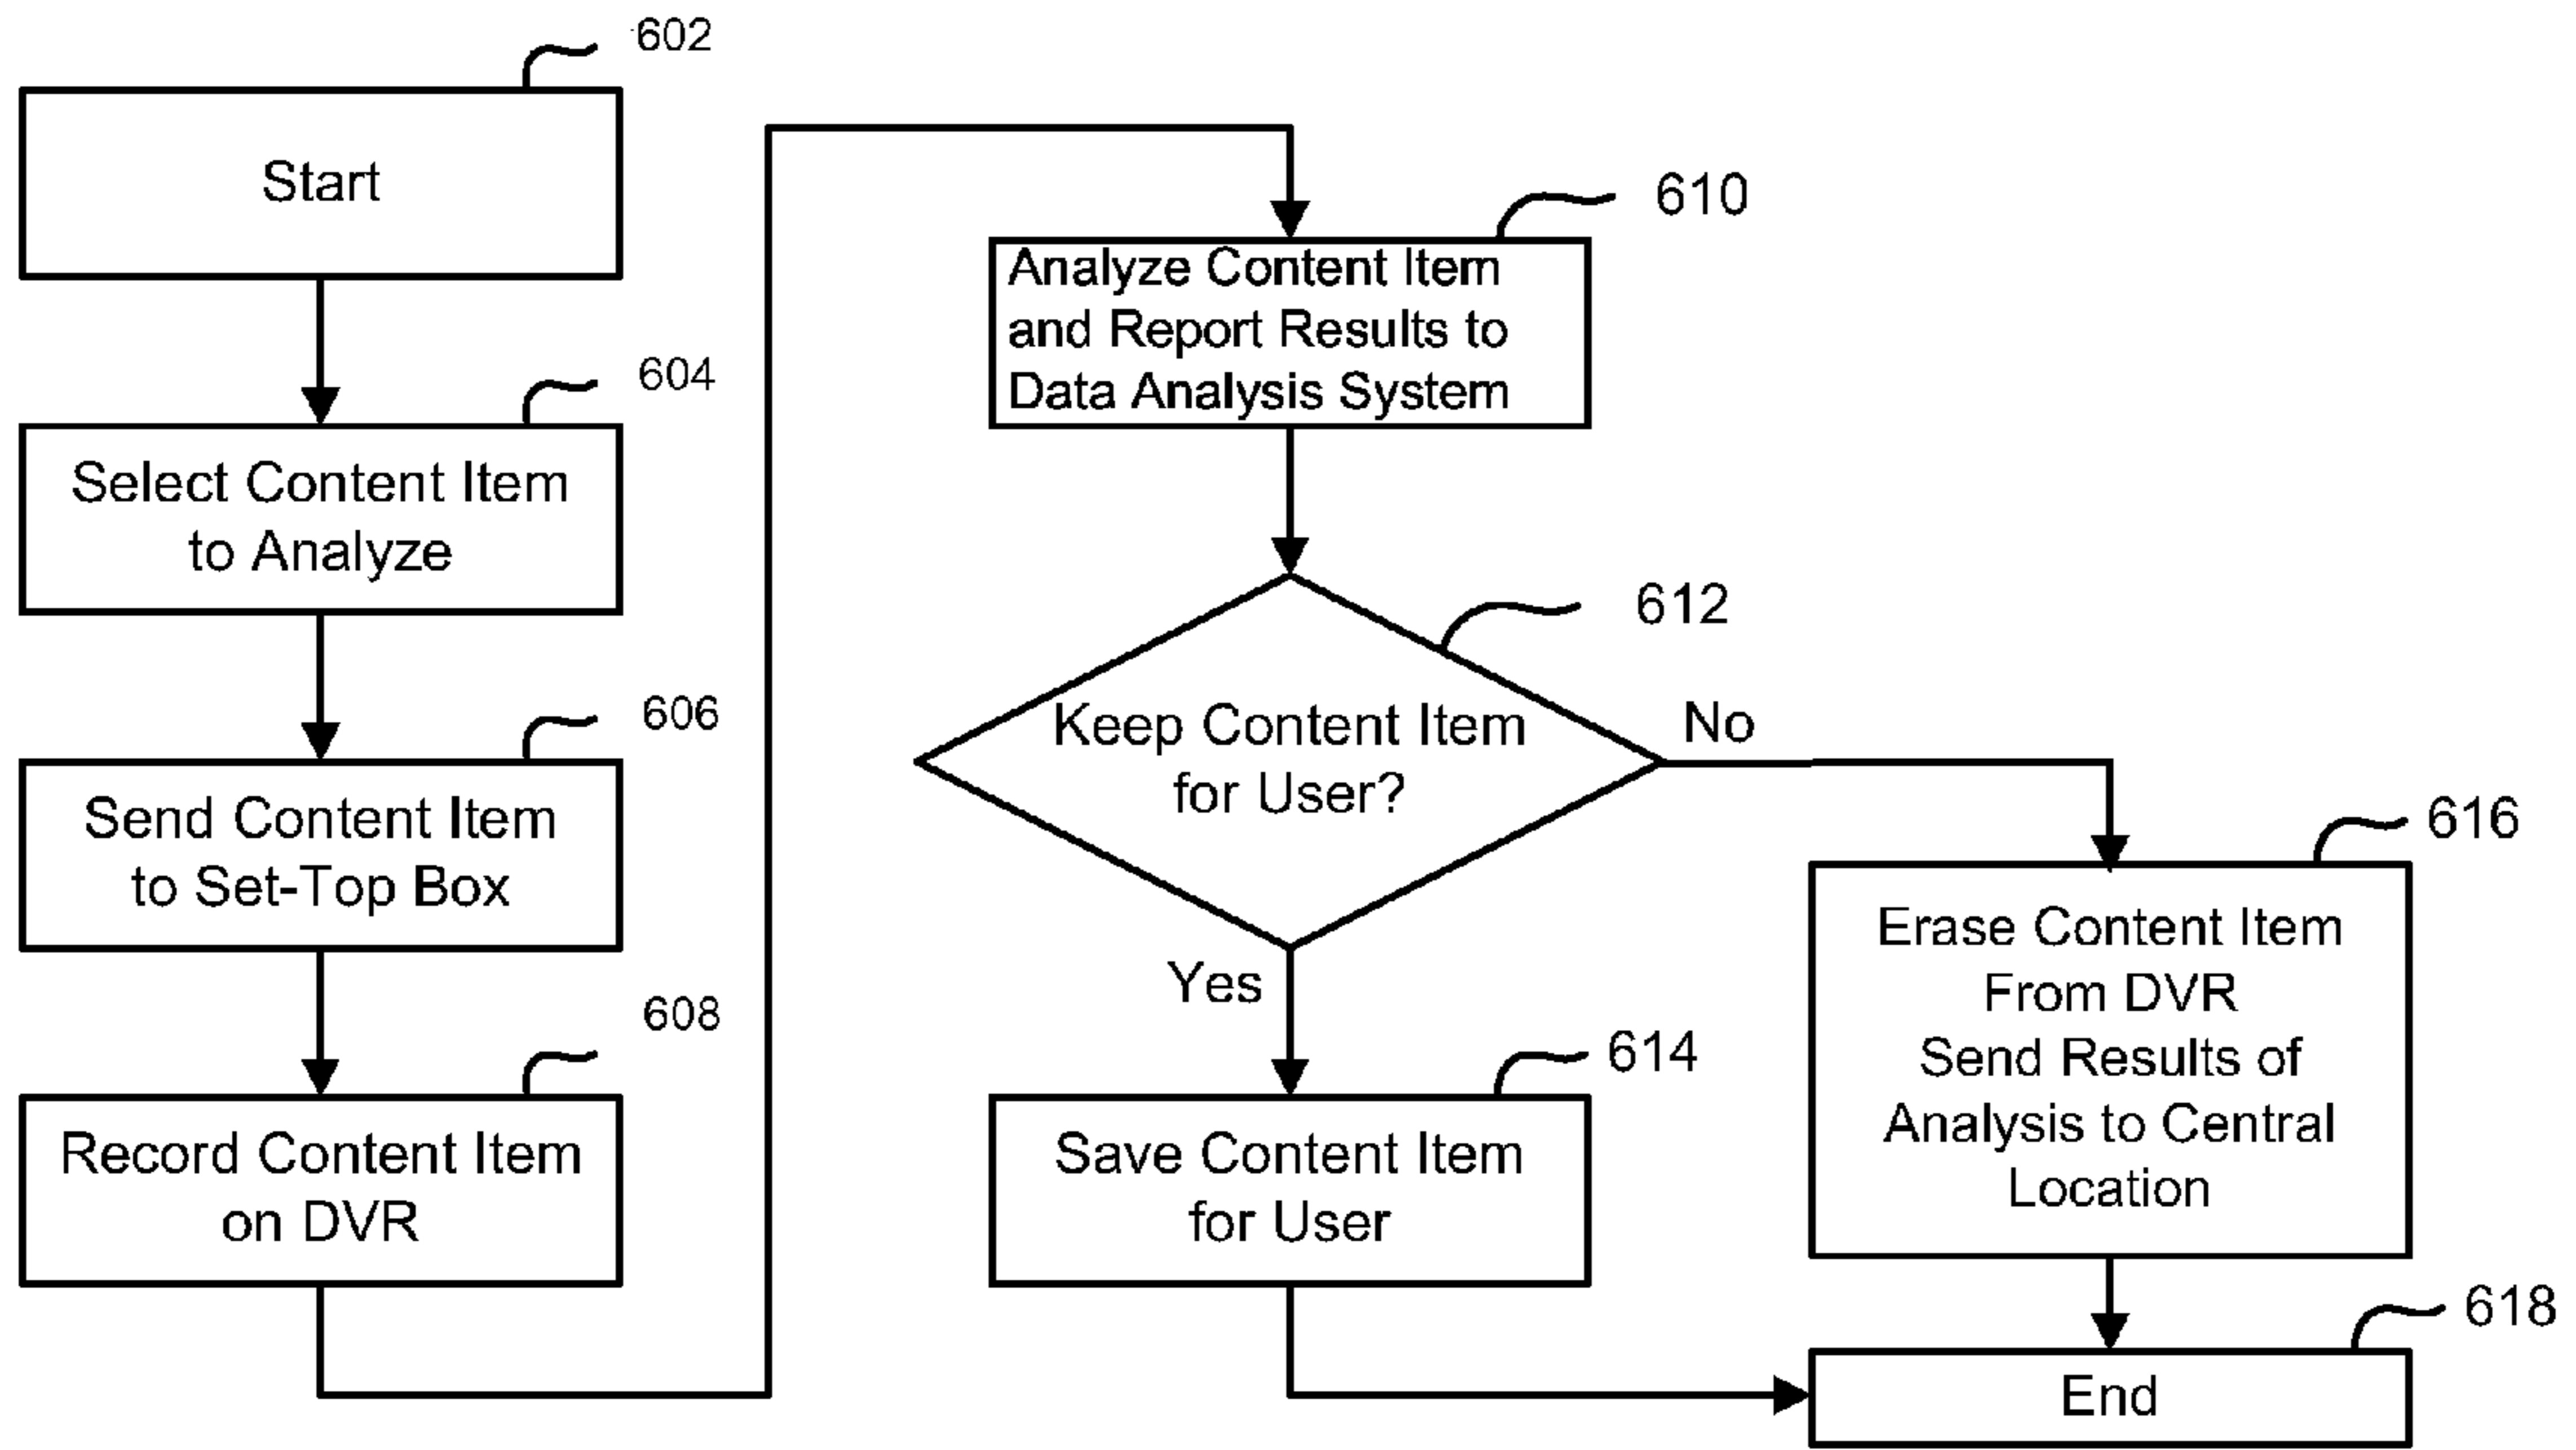 602
Start
604
Select Content Item
to Analyze
606
Send Content Item
to Set-Top Box
608
Record Content Item
on DVR
610
Analyze Content Item
and Report Results to
Data Analysis System
612
Keep Content Item
for User?
No
Yes
614
Save Content Item
for User
616
Erase Content Item
From DVR
Send Results of
Analysis to Central
Location
618
End